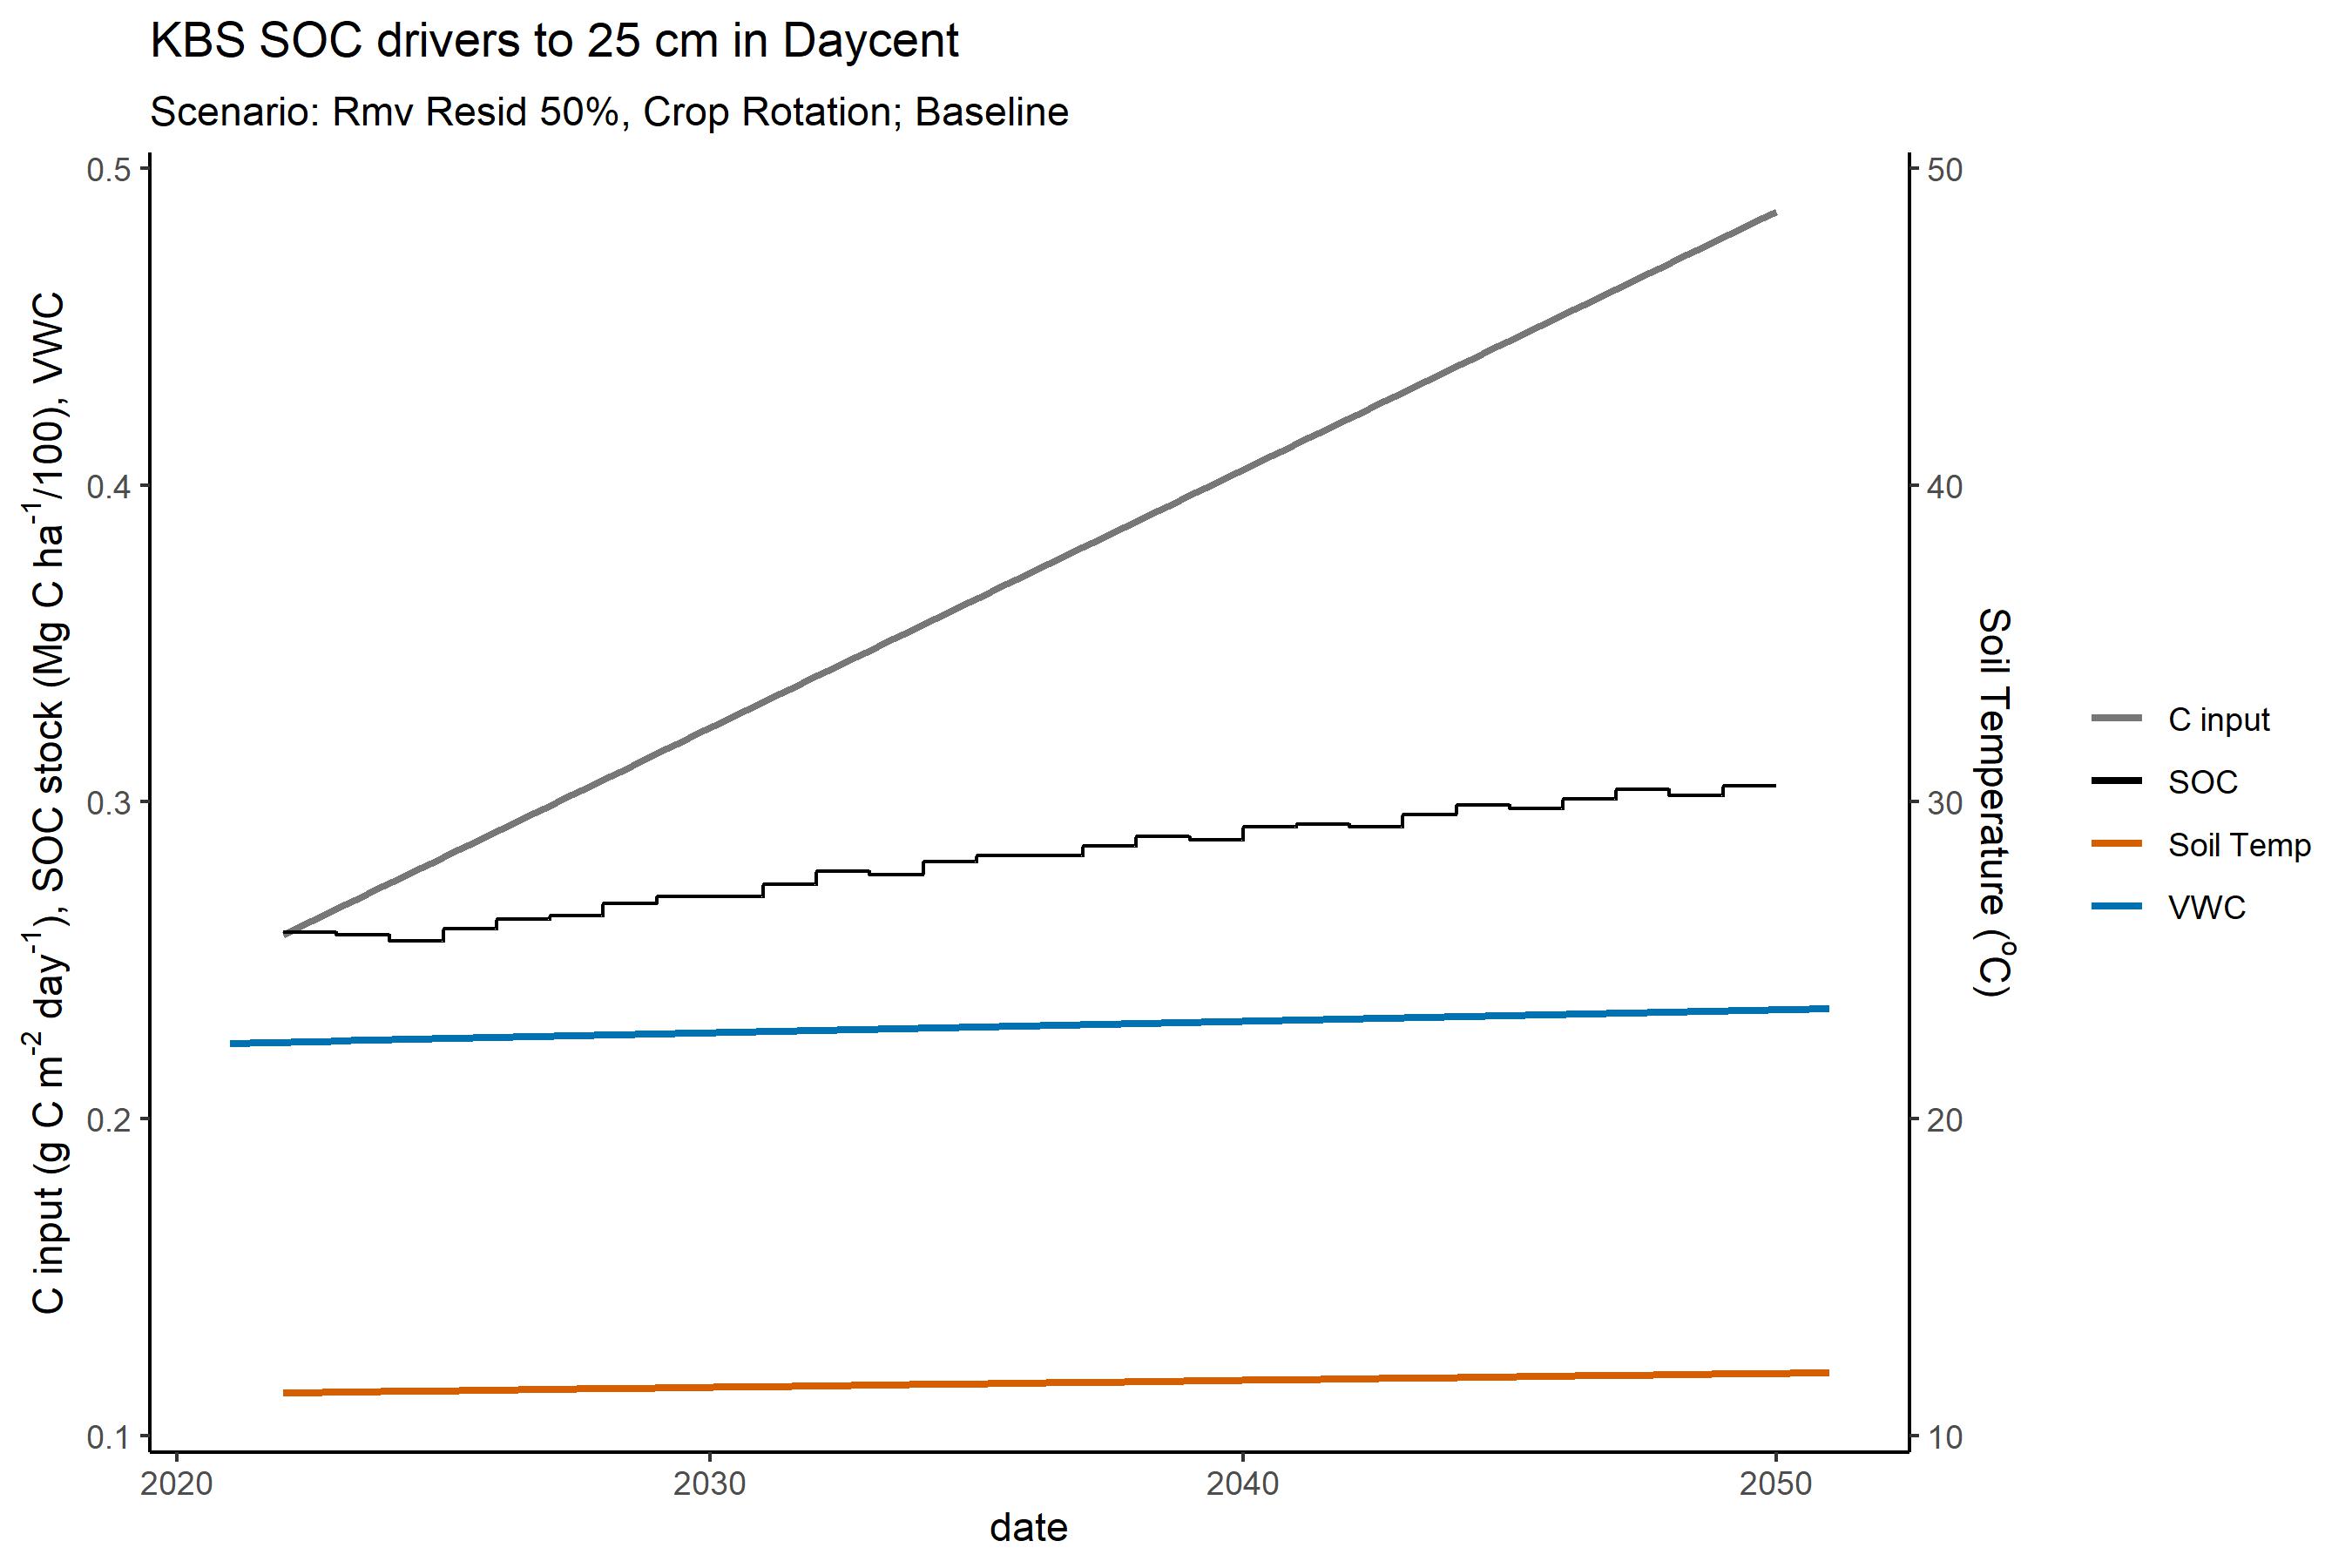 KBS SOC drivers to 25 cm in Daycent
Scenario: Rmv Resid 50%, Crop Rotation; Baseline
C input (g C m⁻² day⁻¹), SOC stock (Mg C ha⁻¹/100), VWC
0.5
0.4
0.3
0.2
0.1
2020
2030
2040
2050
date
50
40
30
20
10
Soil Temperature (ᵒC)
C input
SOC
Soil Temp
VWC